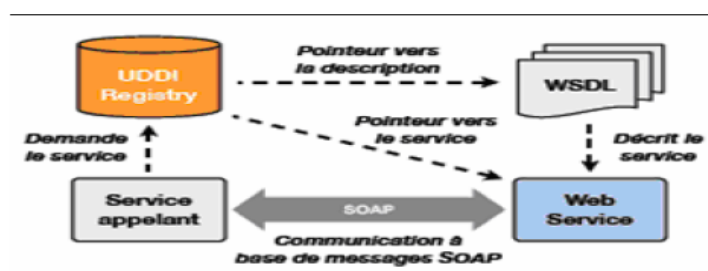 Pointeur vers
la description
UDDI
Registry
WSDL
Pointeur vers
le service
Demande
le service
Décrit le
service
Service
appelant
SOAP
Web
Service
Communication à
base de messages SOAP